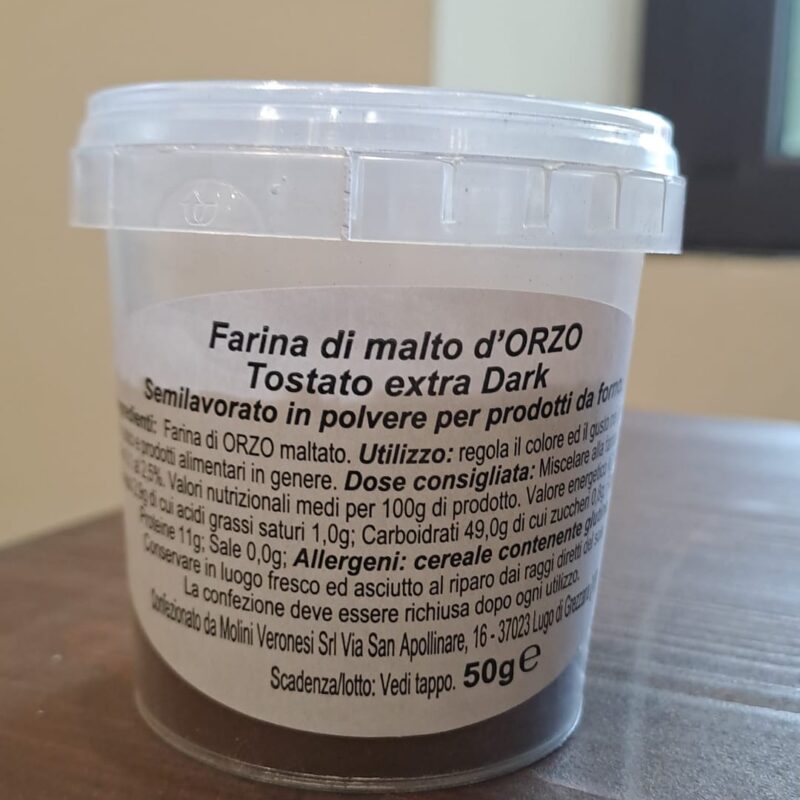 Farina di malto d'ORZO
Tostato extra Dark
Semilavorato in polvere per prodotti da forno
Farina di ORZO maltato. Utilizzo: regola il colore ed il gusto
e prodotti alimentari in genere. Dose consigliata: Miscelare alla
al 2,5%. Valori nutrizionali medi per 100g di prodotto. Valore energetico
di cui acidi grassi saturi 1,0g; Carboidrati 49,0g di cui zuccheri
Proteine 11g; Sale 0,0g; Allergeni: cereale contenente
Conservare in luogo fresco ed asciutto al riparo dai raggi diretti del
La confezione deve essere richiusa dopo ogni utilizzo.
Confezionato da Molini Veronesi Srl Via San Apollinare, 16 - 37023 Lugo di Grezzana
Scadenza/lotto: Vedi tappo. 50g e